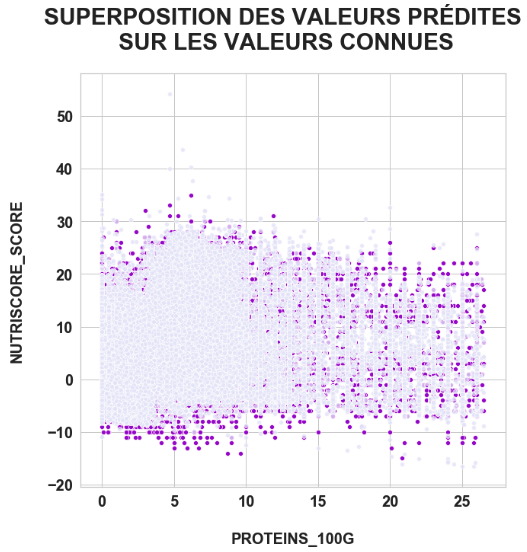 SUPERPOSITION DES VALEURS PRÉDITES
SUR LES VALEURS CONNUES
50
40
30
20
10
0
−10
−20
NUTRISCORE_SCORE
0 5 10 15 20 25
PROTEINS_100G